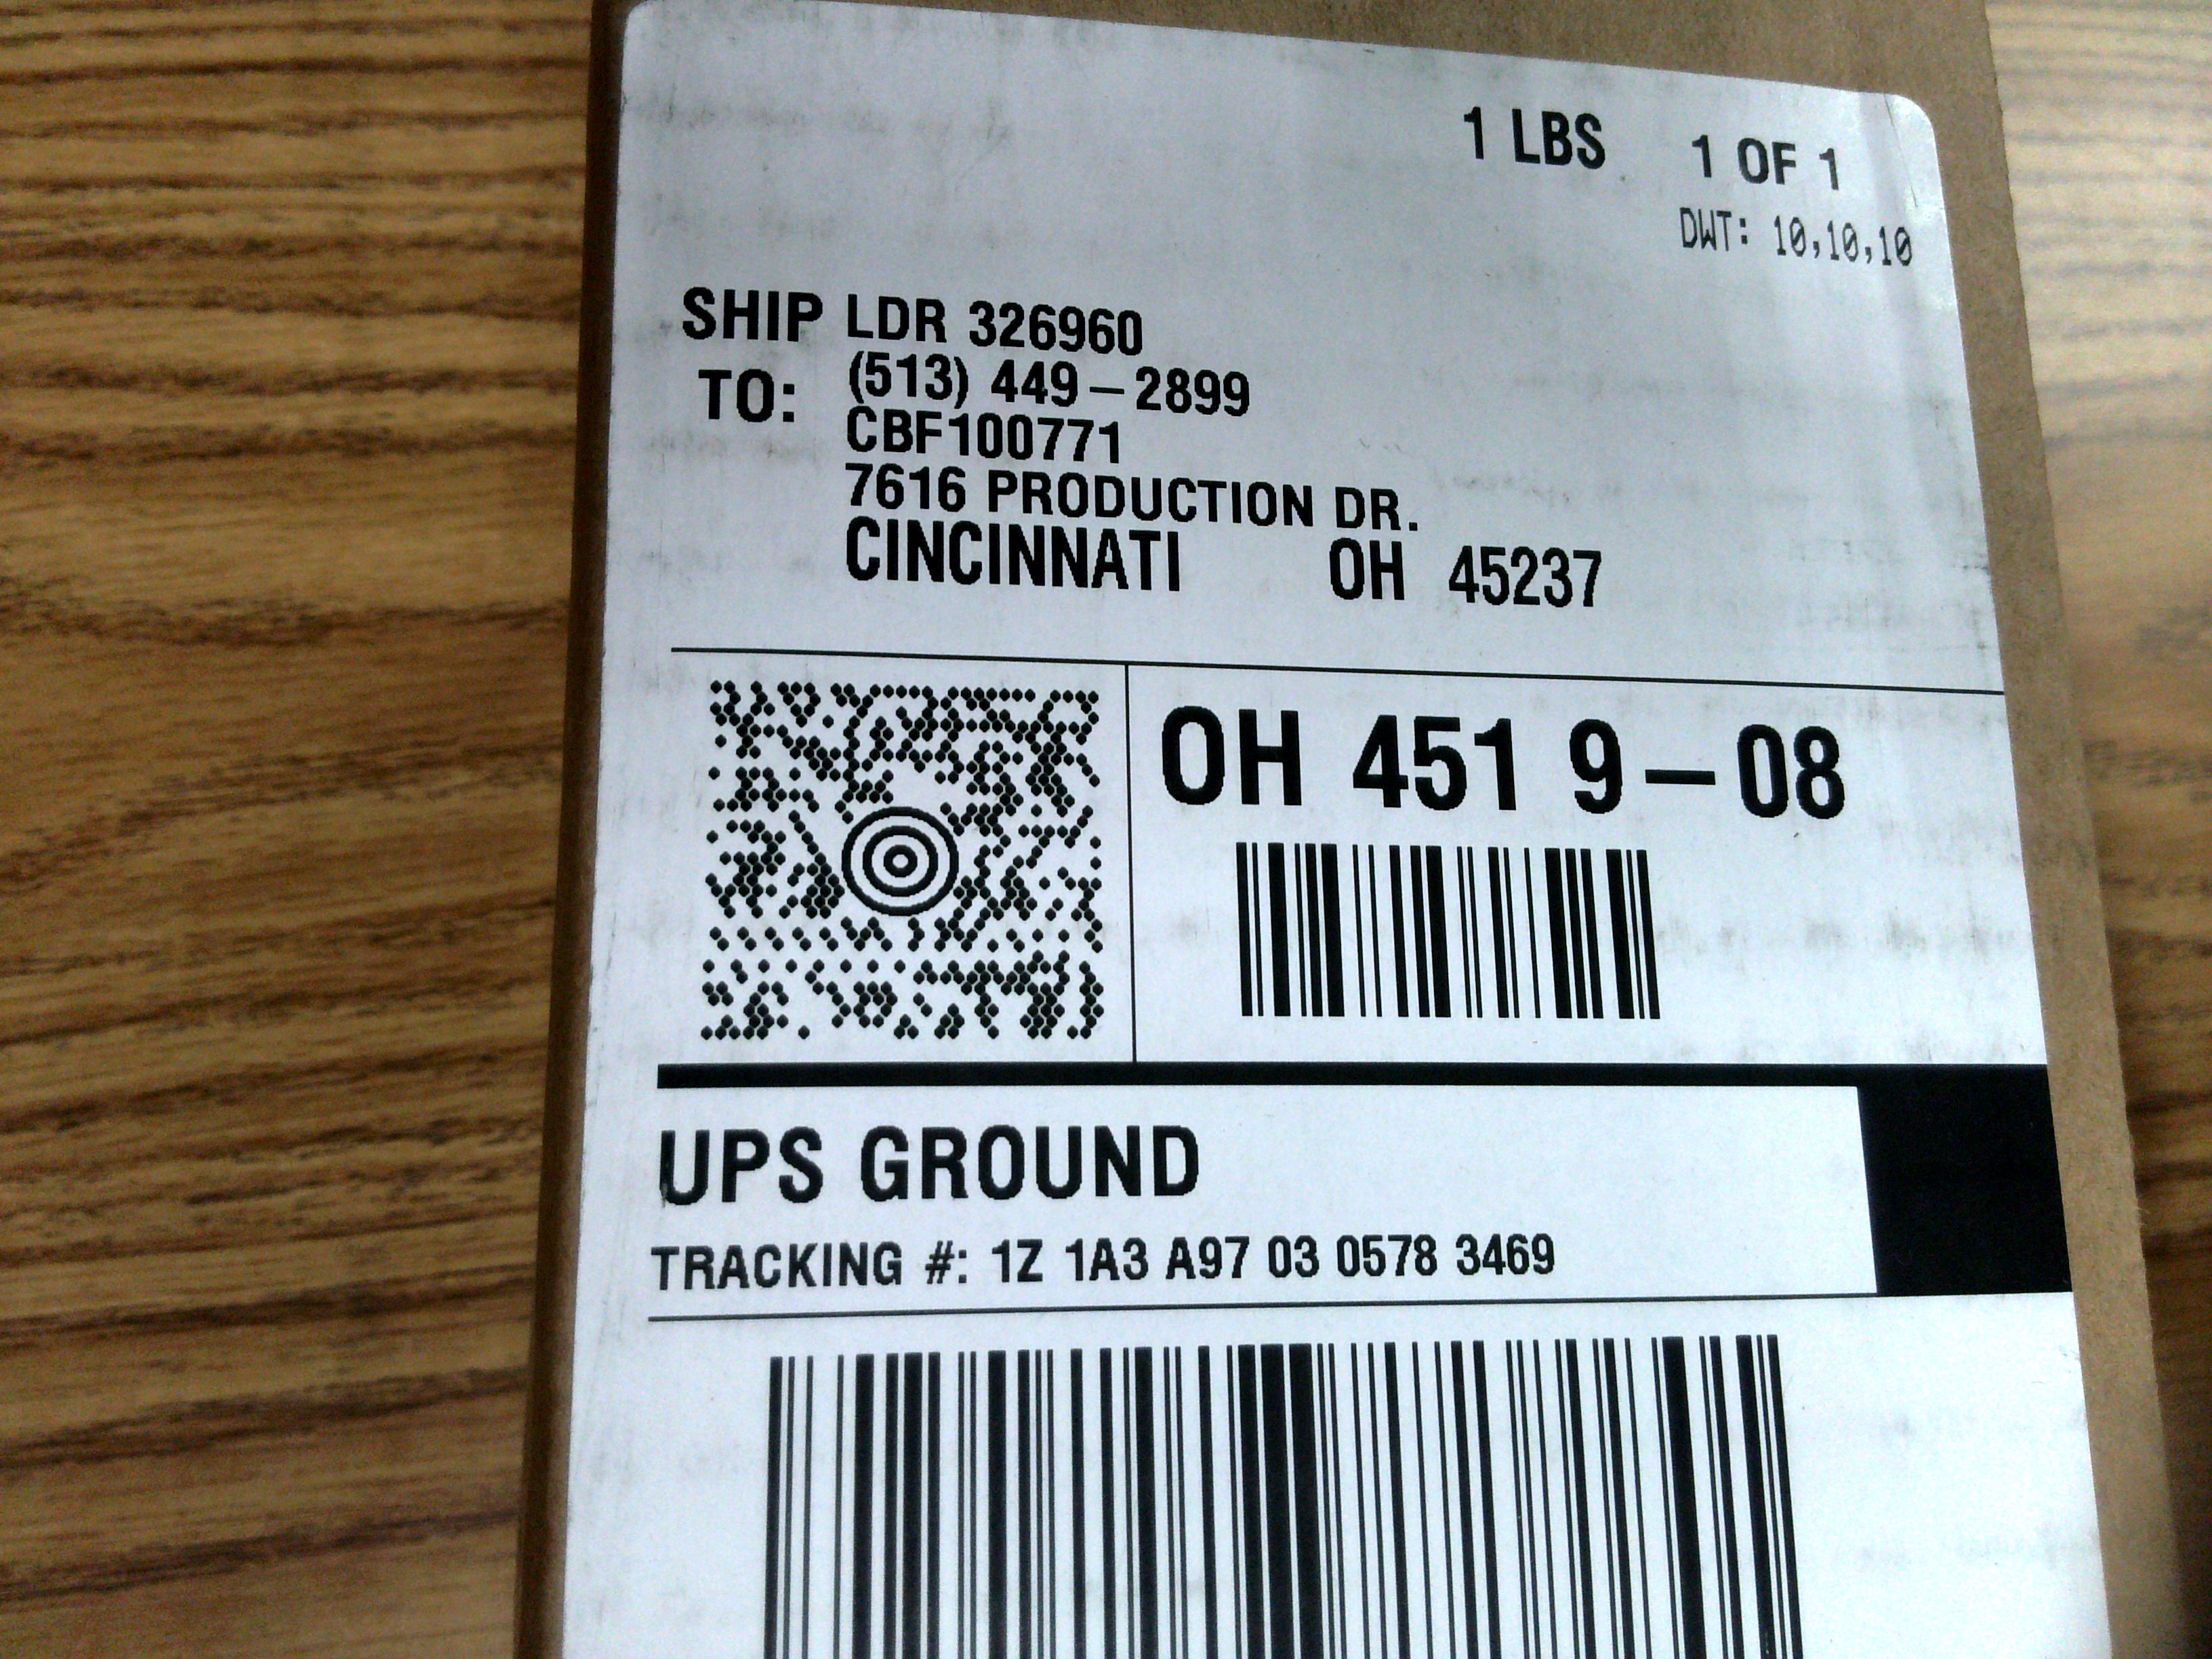 1 LBS 1 OF 1
DWT: 10,10,10
SHIP TO: LDR 326960
(513) 449-2899
CBF100771
7616 PRODUCTION DR.
CINCINNATI OH 45237
OH 451 9-08
UPS GROUND
TRACKING #: 1Z 1A3 A97 03 0578 3469